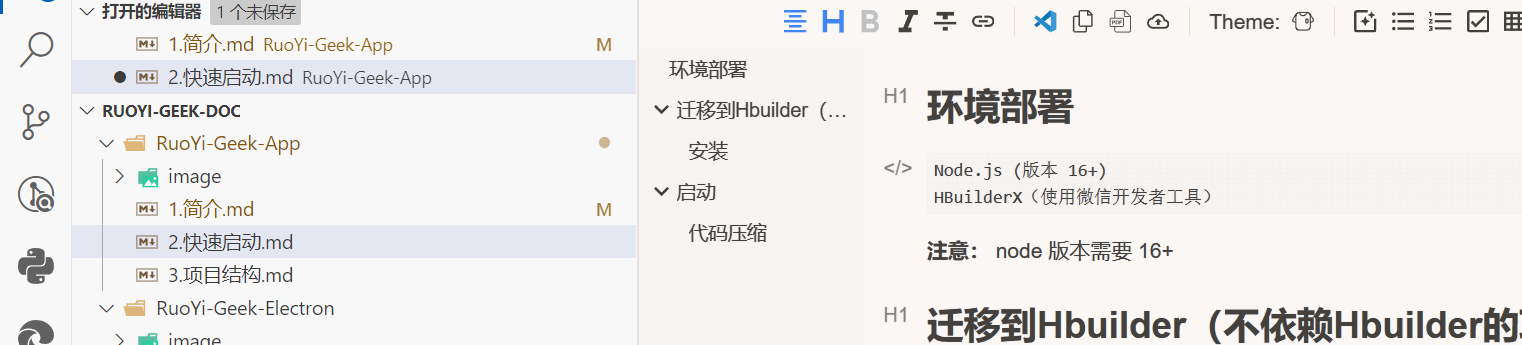 打开的编辑器 1 个未保存
1.简介.md RuoYi-Geek-App M
2.快速启动.md RuoYi-Geek-App
RUOYI-GEEK-DOC
RuoYi-Geek-App
image
1.简介.md M
2.快速启动.md
3.项目结构.md
RuoYi-Geek-Electron
image
H B I T Theme:
PDF
环境部署
迁移到Hbuilder（…
安装
启动
代码压缩
H1 环境部署
</> Node.js (版本 16+)
HBuilderX（使用微信开发者工具）
注意： node 版本需要 16+
H1 迁移到Hbuilder（不依赖Hbuilder的